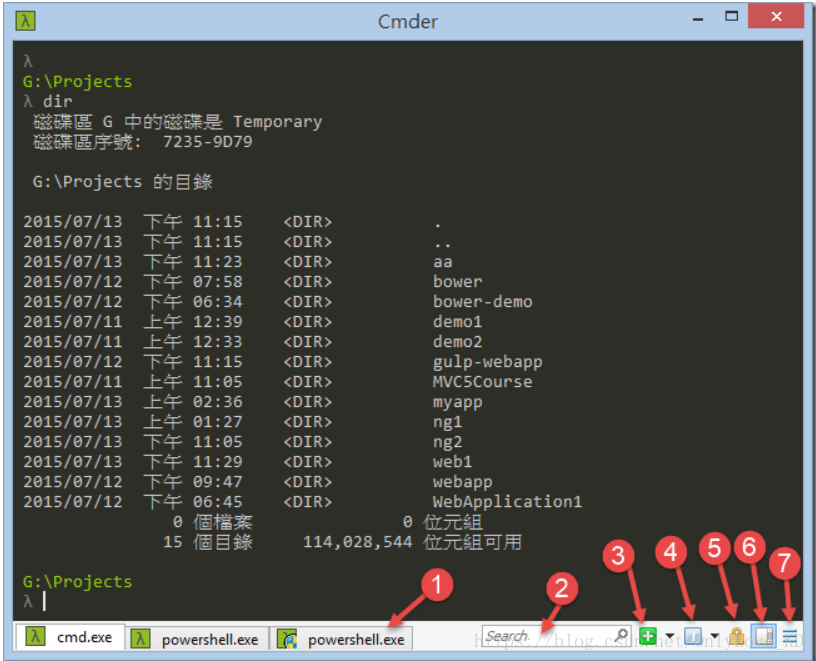 Cmder
λ
G:\Projects
λ dir
磁碟區 G 中的磁碟是 Temporary
磁碟區序號: 7235-9D79
G:\Projects 的目錄
2015/07/13 下午 11:15 <DIR> .
2015/07/13 下午 11:15 <DIR> ..
2015/07/13 下午 11:23 <DIR> aa
2015/07/12 下午 07:58 <DIR> bower
2015/07/12 下午 06:34 <DIR> bower-demo
2015/07/11 上午 12:39 <DIR> demo1
2015/07/11 上午 12:33 <DIR> demo2
2015/07/12 下午 11:15 <DIR> gulp-webapp
2015/07/11 上午 11:05 <DIR> MVC5Course
2015/07/13 上午 02:36 <DIR> myapp
2015/07/13 上午 01:27 <DIR> ng1
2015/07/13 下午 11:05 <DIR> ng2
2015/07/13 下午 11:29 <DIR> web1
2015/07/12 下午 09:47 <DIR> webapp
2015/07/12 下午 06:45 <DIR> WebApplication1
0 個檔案 0 位元組
15 個目錄 114,028,544 位元組可用
G:\Projects
λ
1 2 3 4 5 6 7
cmd.exe powershell.exe powershell.exe Search
https://blog.csdn.net